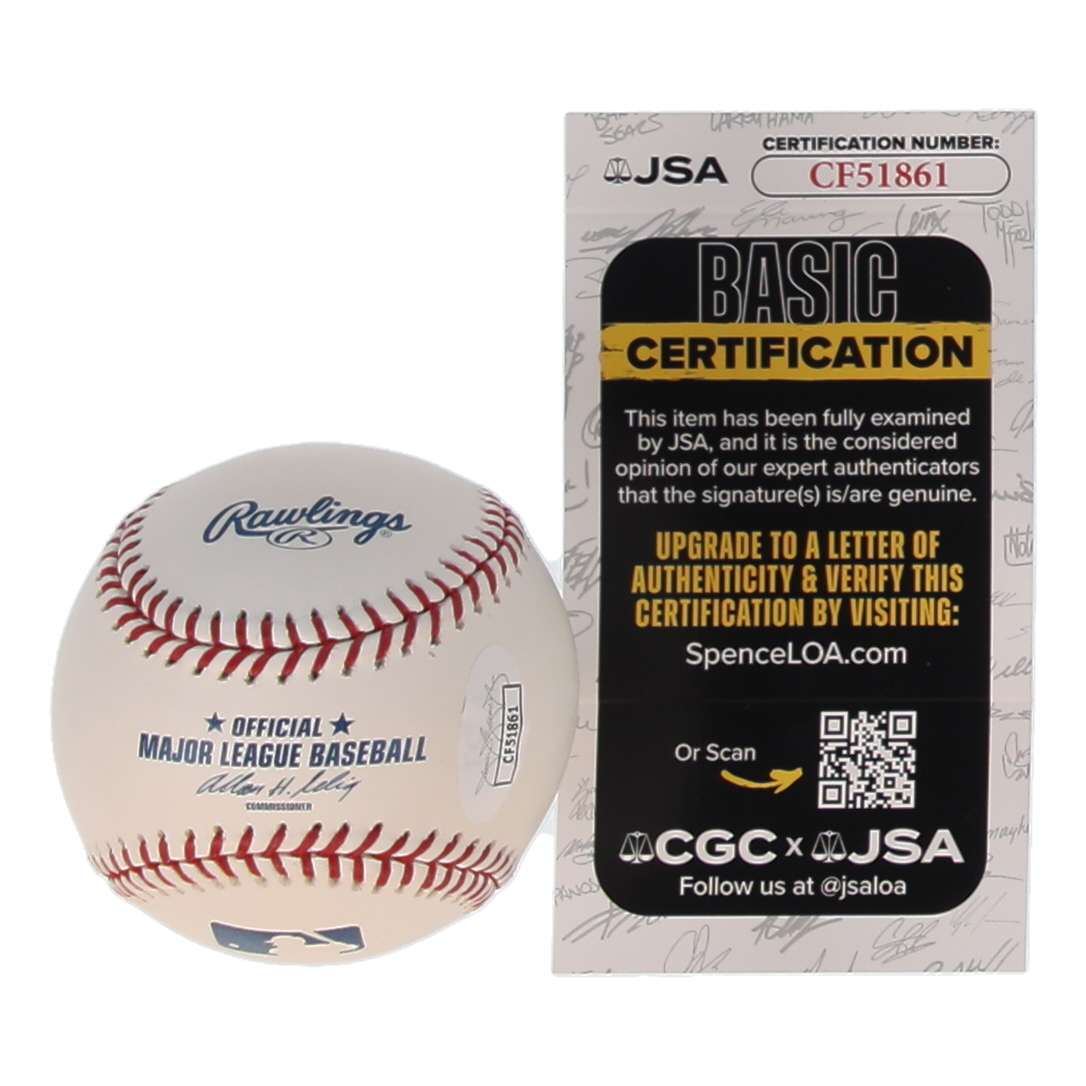 Rawlings®
R
★ OFFICIAL ★
MAJOR LEAGUE BASEBALL
Allan H. Selig
COMMISSIONER
CF51861
JSA
CERTIFICATION NUMBER:
CF51861
BASIC
CERTIFICATION
This item has been fully examined
by JSA, and it is the considered
opinion of our expert authenticators
that the signature(s) is/are genuine.
UPGRADE TO A LETTER OF
AUTHENTICITY & VERIFY THIS
CERTIFICATION BY VISITING:
SpenceLOA.com
Or Scan
CGC x JSA
Follow us at @jsaloa